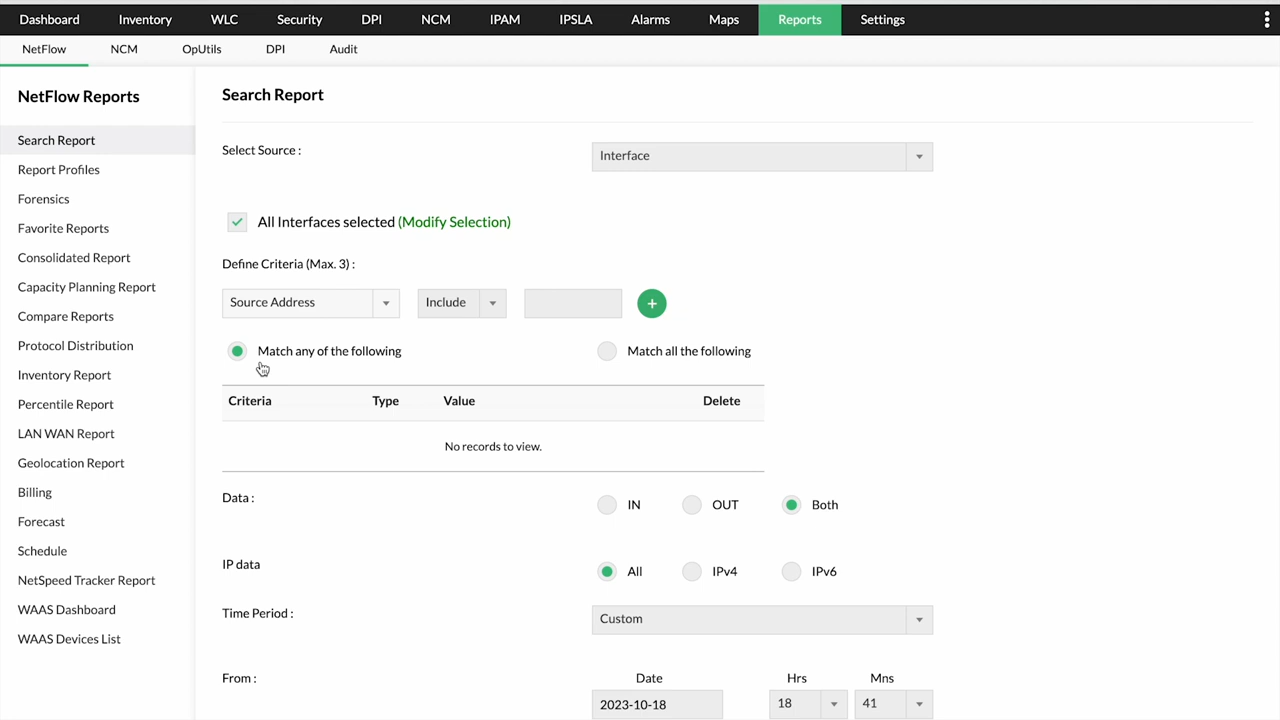 Dashboard Inventory WLC Security DPI NCM IPAM IPSLA Alarms Maps Reports Settings
NetFlow NCM OpUtils DPI Audit
NetFlow Reports
Search Report
Report Profiles
Forensics
Favorite Reports
Consolidated Report
Capacity Planning Report
Compare Reports
Protocol Distribution
Inventory Report
Percentile Report
LAN WAN Report
Geolocation Report
Billing
Forecast
Schedule
NetSpeed Tracker Report
WAAS Dashboard
WAAS Devices List
Search Report
Select Source : Interface
All Interfaces selected (Modify Selection)
Define Criteria (Max. 3) :
Source Address Include +
Match any of the following Match all the following
Criteria Type Value Delete
No records to view.
Data : IN OUT Both
IP data All IPv4 IPv6
Time Period : Custom
From : Date Hrs Mns
2023-10-18 18 41